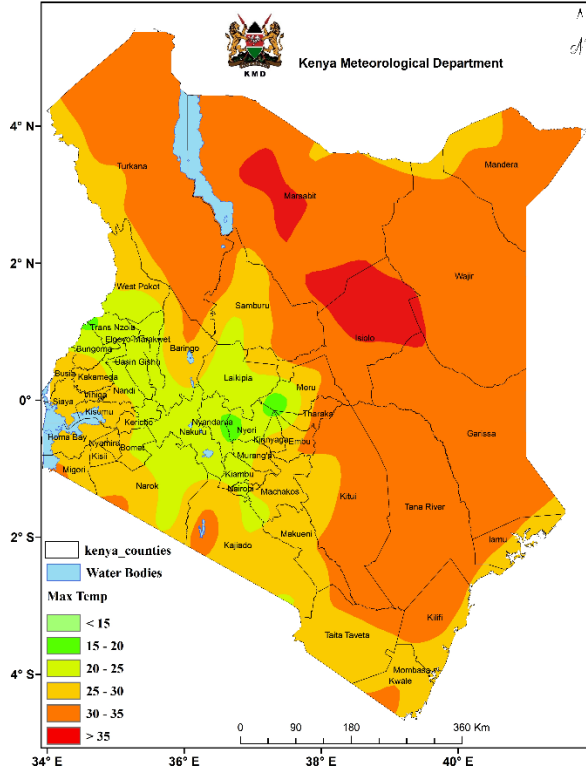 KMD
Kenya Meteorological Department
4° N
2° N
0°
2° S
4° S
Turkana
Marsabit
Mandera
Wajir
West Pokot
Samburu
Isiolo
Trans Nzoia
Elgeyo-Marakwet
Bungoma
Uasin Gishu
Baringo
Busia
Kakamega
Laikipia
Meru
Vihiga
Nandi
Siaya
Kisumu
Tharaka
Kericho
Nyandarua
Nyeri
Nakuru
Garissa
Homa Bay
Nyamira
Kirinyaga
Embu
Kisii
Bomet
Murang'a
Migori
Kiambu
Narok
Nairobi
Machakos
Kitui
Tana River
Makueni
Kajiado
lamu
Kilifi
Taita Taveta
Mombasa
Kwale
kenya_counties
Water Bodies
Max Temp
< 15
15 - 20
20 - 25
25 - 30
30 - 35
> 35
0 90 180 360 Km
34° E 36° E 38° E 40° E